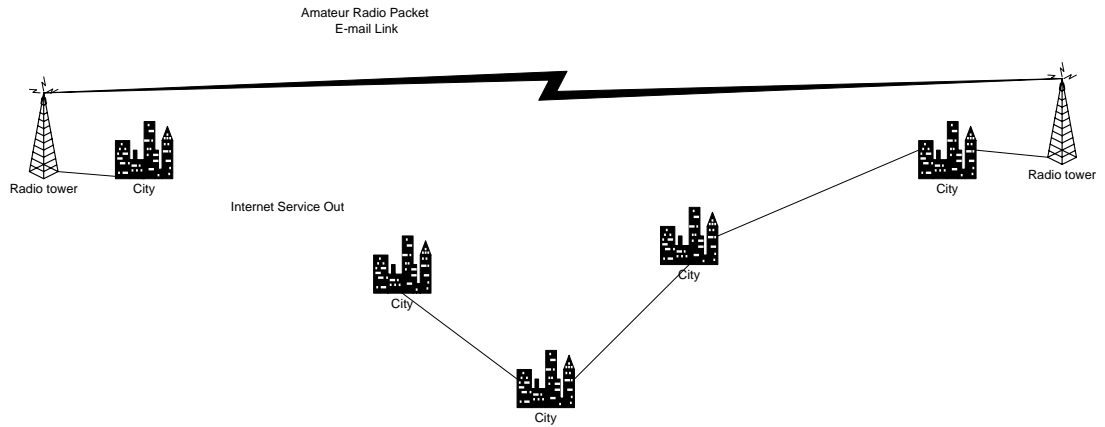 Amateur Radio Packet
E-mail Link
Radio tower
City
City
Radio tower
Internet Service Out
City
City
City